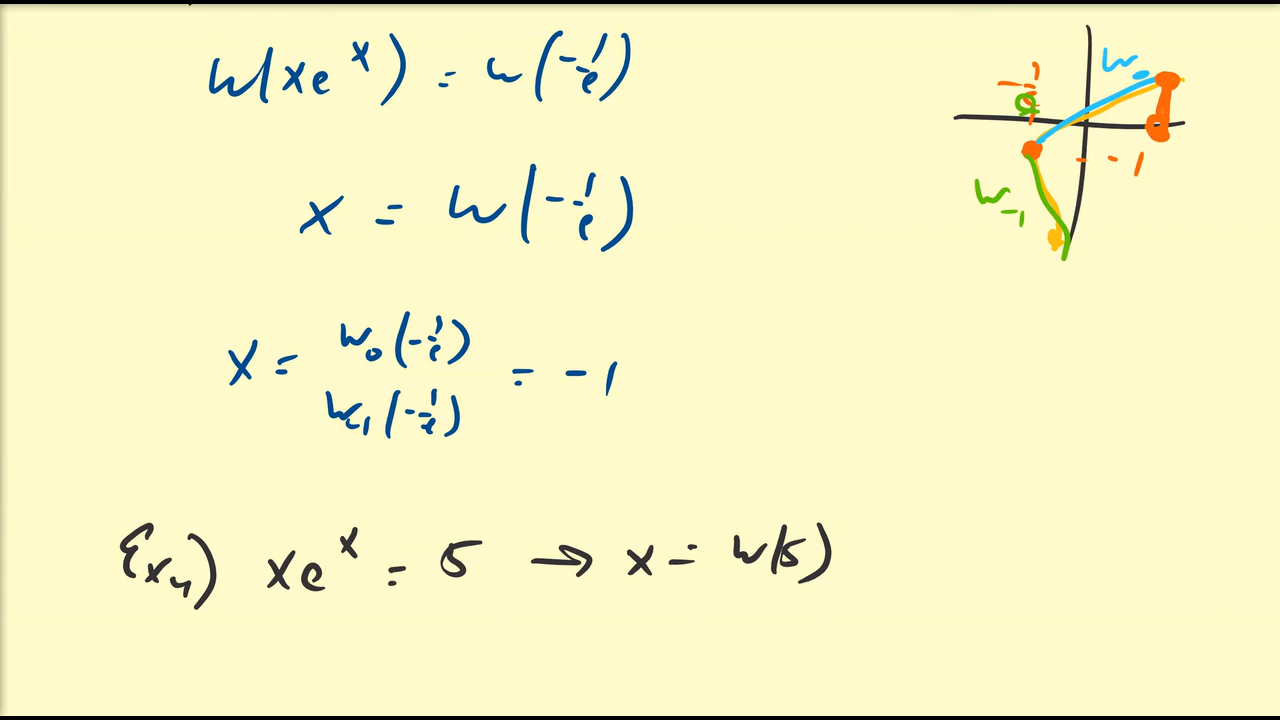 W(xe^x) = W(-1/e)
x = W(-1/e)
x = W₀(-1/e)
W₋₁(-1/e) = -1
Ex4) xe^x = 5 → x = W(5)
W₀
-1/e
-1
W₋₁